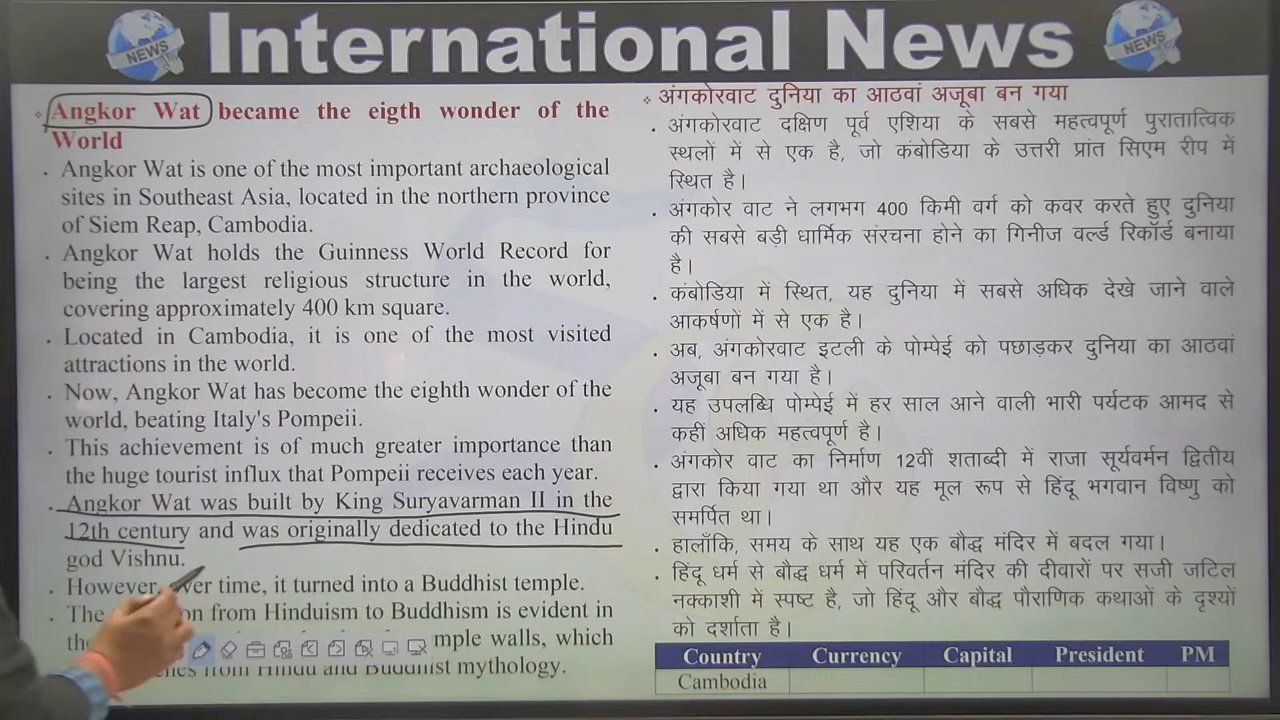 NEWS
International News
NEWS
Angkor Wat became the eigth wonder of the
World
Angkor Wat is one of the most important archaeological
sites in Southeast Asia, located in the northern province
of Siem Reap, Cambodia.
Angkor Wat holds the Guinness World Record for
being the largest religious structure in the world,
covering approximately 400 km square.
Located in Cambodia, it is one of the most visited
attractions in the world.
Now, Angkor Wat has become the eighth wonder of the
world, beating Italy's Pompeii.
This achievement is of much greater importance than
the huge tourist influx that Pompeii receives each year.
Angkor Wat was built by King Suryavarman II in the
12th century and was originally dedicated to the Hindu
god Vishnu.
However, over time, it turned into a Buddhist temple.
The from Hinduism to Buddhism is evident in
walls, which
from Hindu and Buddhist mythology.
अंगकोरवाट दुनिया का आठवां अजूबा बन गया
अंगकोरवाट दक्षिण पूर्व एशिया के सबसे महत्वपूर्ण पुरातात्विक
स्थलों में से एक है, जो कंबोडिया के उत्तरी प्रांत सिएम रीप में
स्थित है।
अंगकोर वाट ने लगभग 400 किमी वर्ग को कवर करते हुए दुनिया
की सबसे बड़ी धार्मिक संरचना होने का गिनीज वर्ल्ड रिकॉर्ड बनाया
है।
कंबोडिया में स्थित, यह दुनिया में सबसे अधिक देखे जाने वाले
आकर्षणों में से एक है।
अब, अंगकोरवाट इटली के पोम्पेई को पछाड़कर दुनिया का आठवां
अजूबा बन गया है।
यह उपलब्धि पोम्पेई में हर साल आने वाली भारी पर्यटक आमद से
कहीं अधिक महत्वपूर्ण है।
अंगकोर वाट का निर्माण 12वीं शताब्दी में राजा सूर्यवर्मन द्वितीय
द्वारा किया गया था और यह मूल रूप से हिंदू भगवान विष्णु को
समर्पित था।
हालाँकि, समय के साथ यह एक बौद्ध मंदिर में बदल गया।
हिंदू धर्म से बौद्ध धर्म में परिवर्तन मंदिर की दीवारों पर सजी जटिल
नक्काशी में स्पष्ट है, जो हिंदू और बौद्ध पौराणिक कथाओं के दृश्यों
को दर्शाता है।
Country Currency Capital President PM
Cambodia